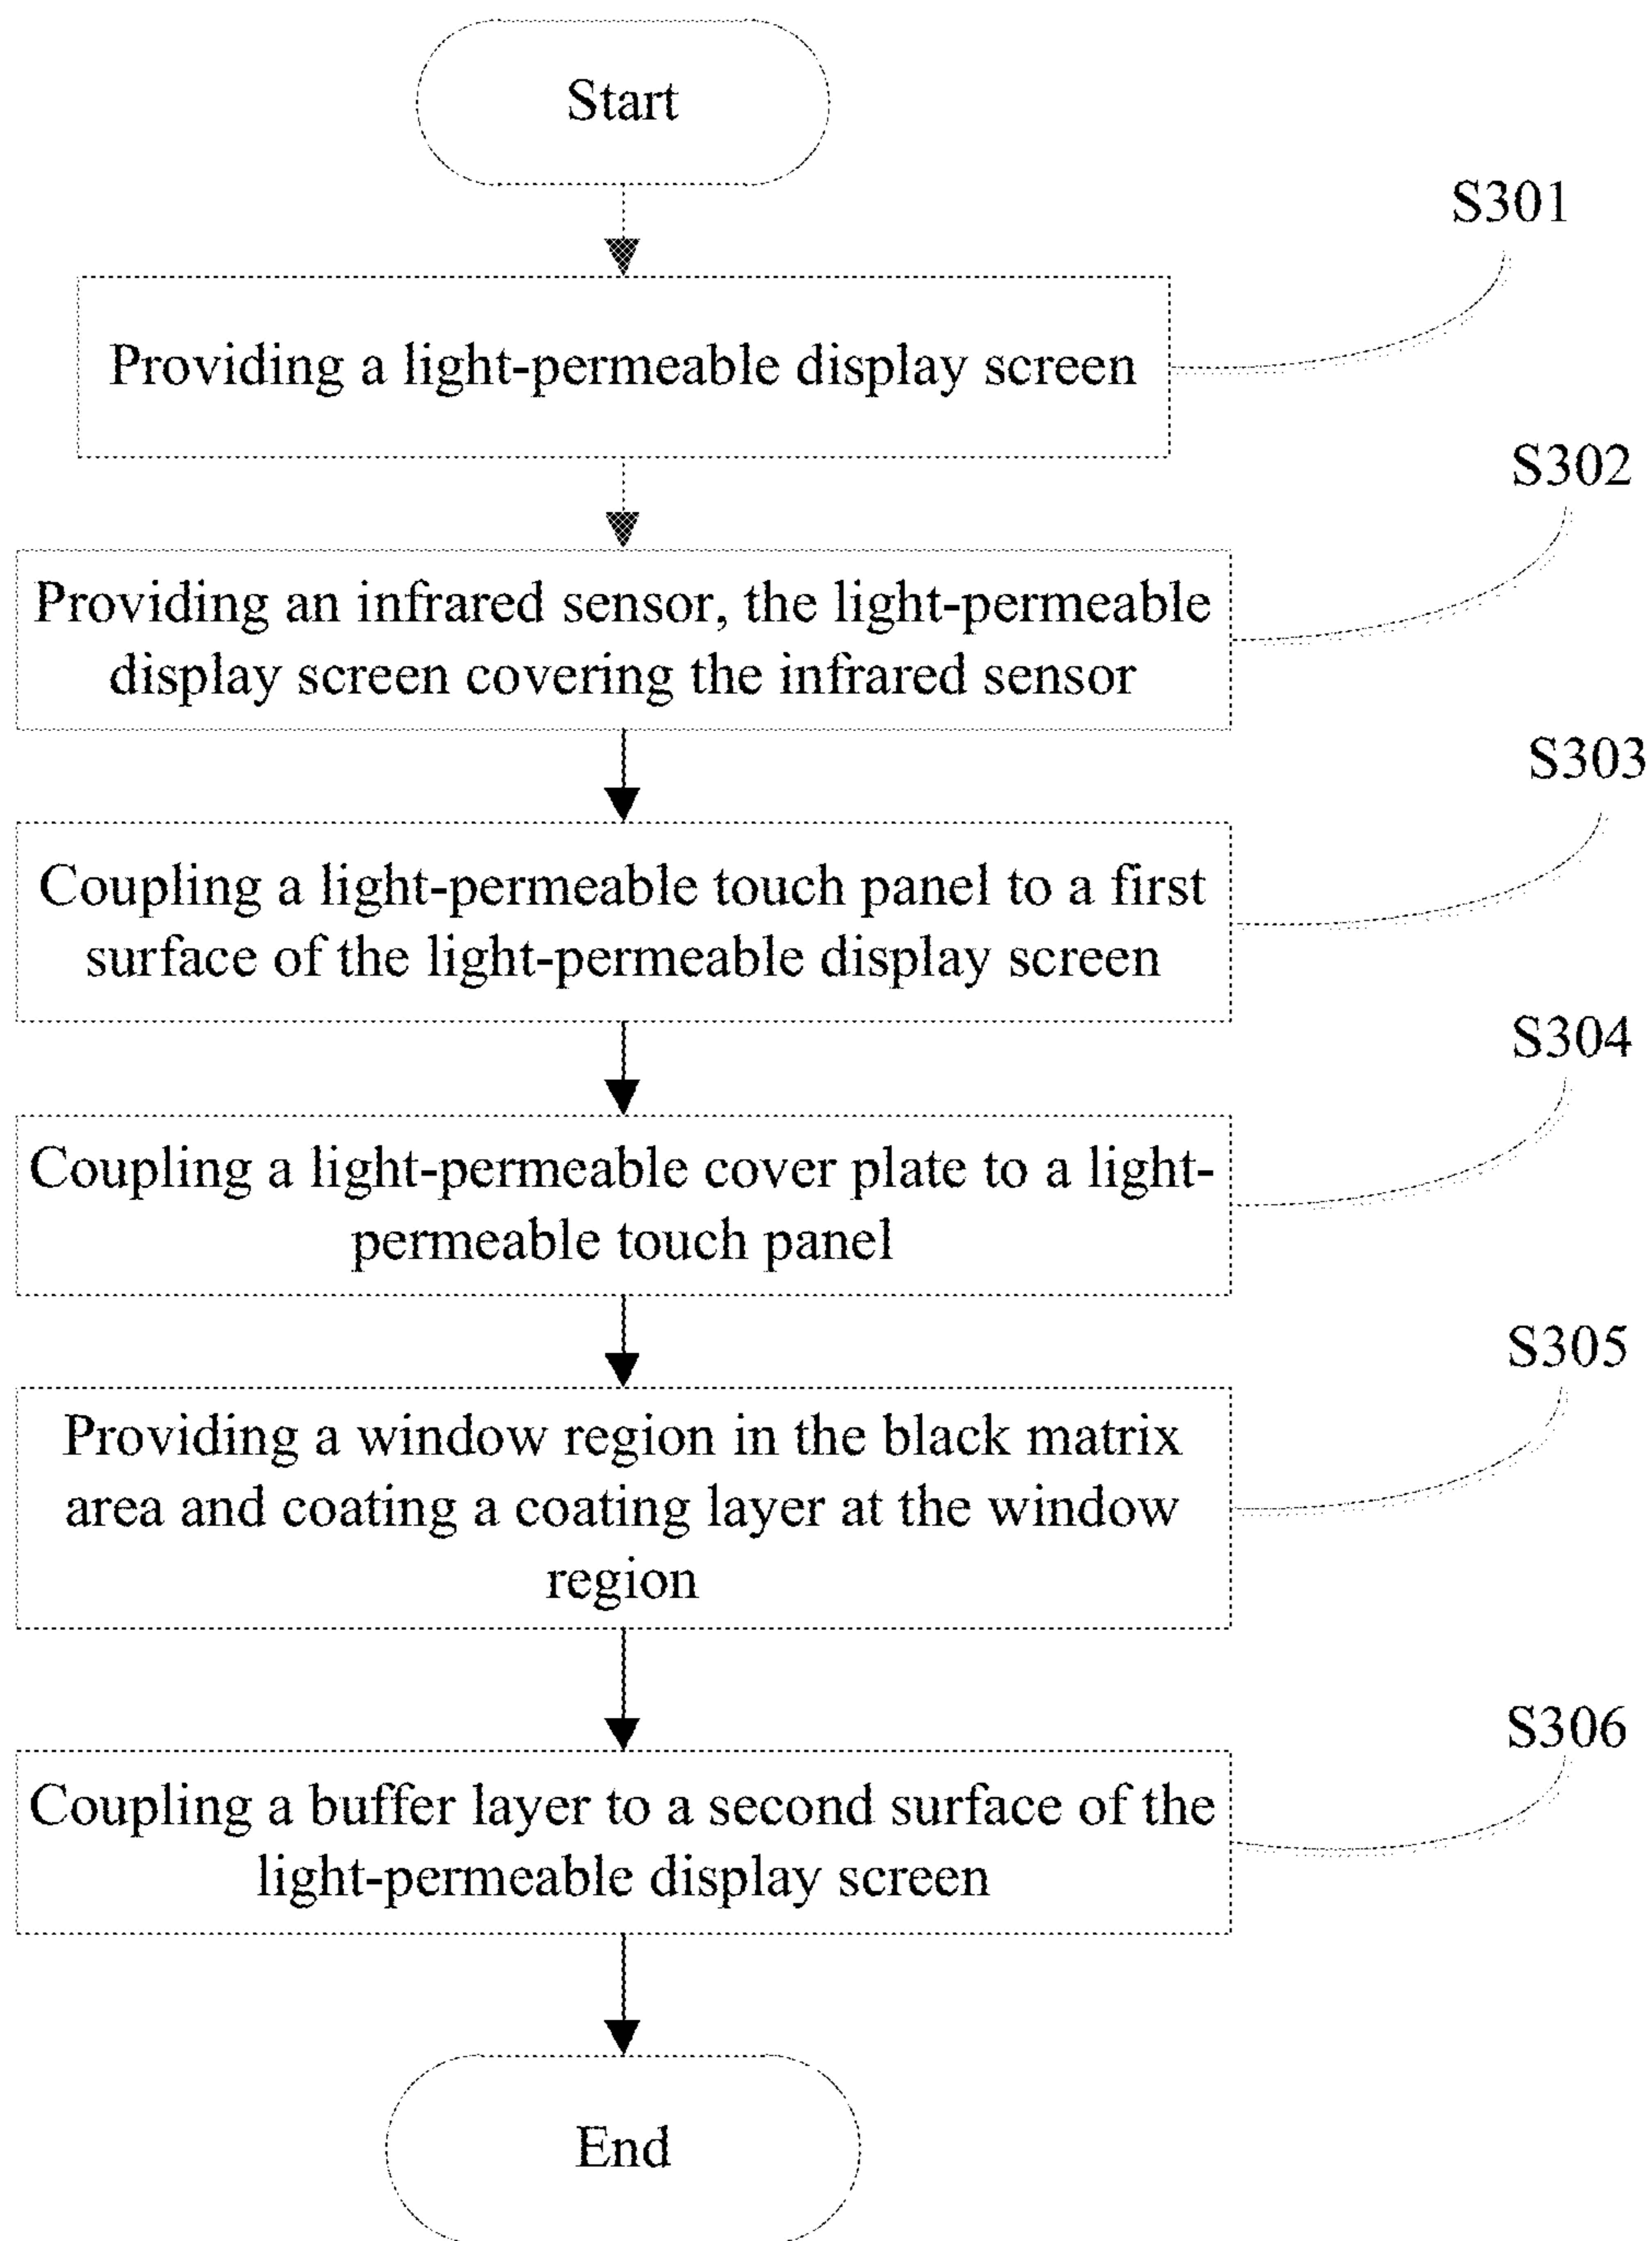 Start
S301
Providing a light-permeable display screen
S302
Providing an infrared sensor, the light-permeable
display screen covering the infrared sensor
S303
Coupling a light-permeable touch panel to a first
surface of the light-permeable display screen
S304
Coupling a light-permeable cover plate to a light-
permeable touch panel
S305
Providing a window region in the black matrix
area and coating a coating layer at the window
region
S306
Coupling a buffer layer to a second surface of the
light-permeable display screen
End